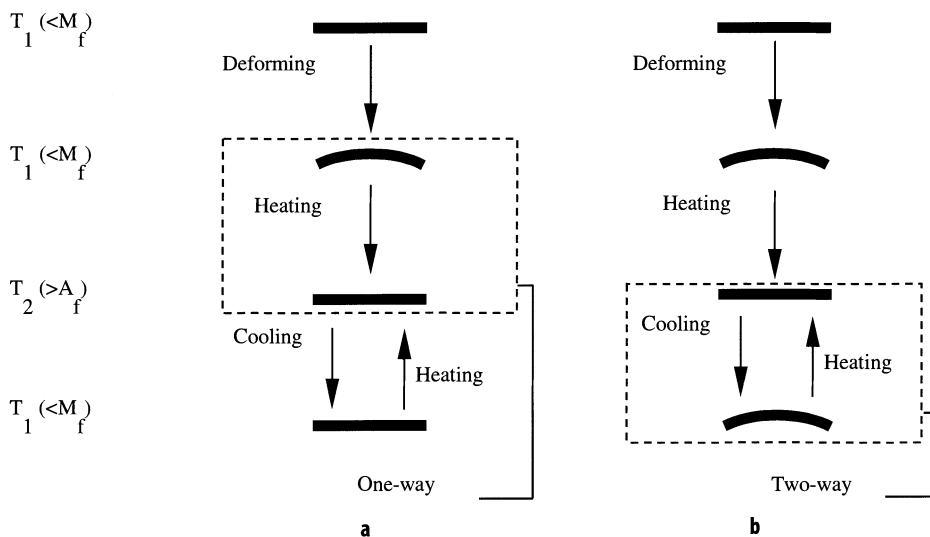 T1 (<Mf)
Deforming
Deforming
T1 (<Mf)
Heating
Heating
T2 (>Af)
Cooling
Heating
Cooling
Heating
T1 (<Mf)
One-way
Two-way
a
b